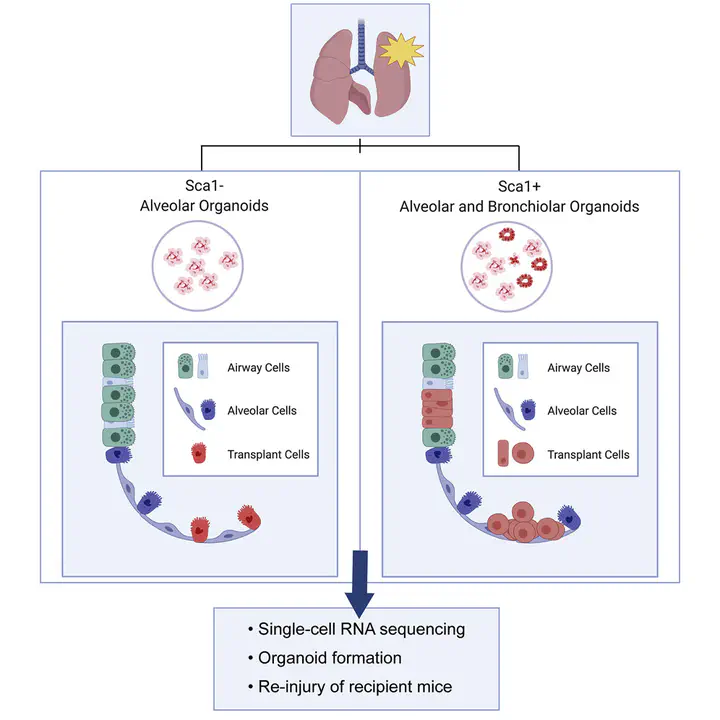 Sca1-
Alveolar Organoids
Sca1+
Alveolar and Bronchiolar Organoids
Airway Cells
Alveolar Cells
Transplant Cells
Airway Cells
Alveolar Cells
Transplant Cells
• Single-cell RNA sequencing
• Organoid formation
• Re-injury of recipient mice